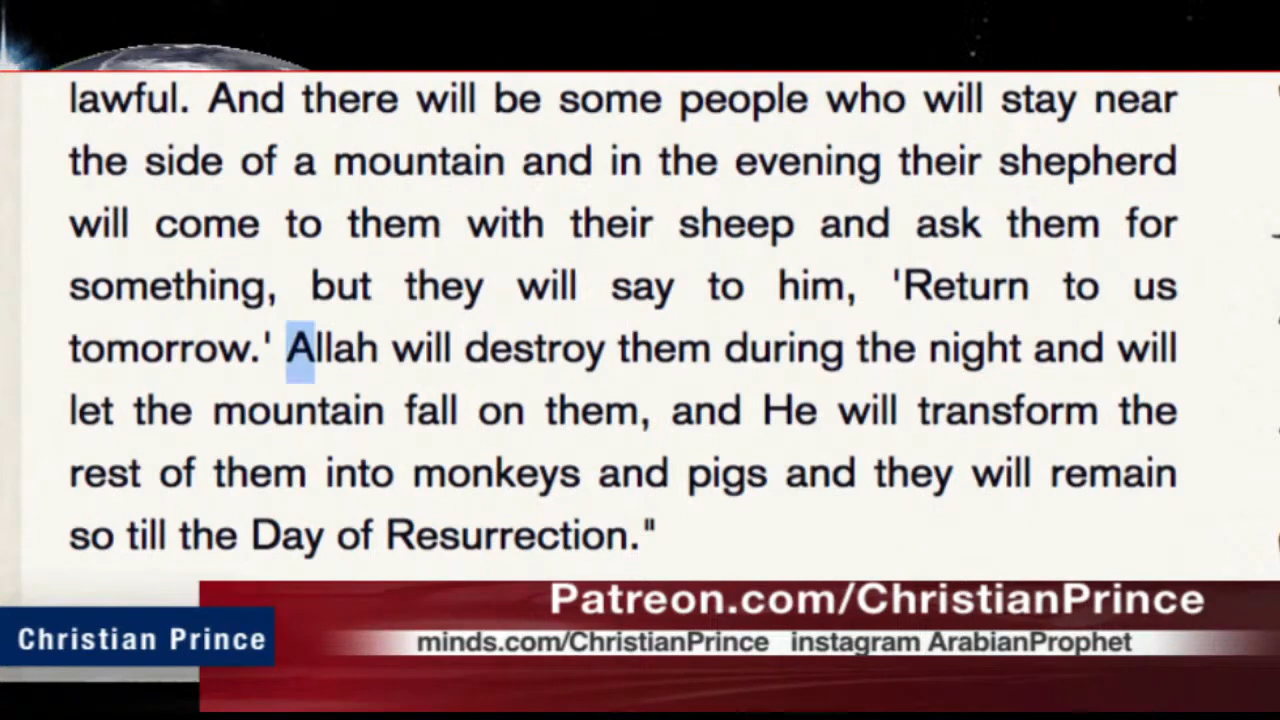 lawful. And there will be some people who will stay near
the side of a mountain and in the evening their shepherd
will come to them with their sheep and ask them for
something, but they will say to him, 'Return to us
tomorrow.' Allah will destroy them during the night and will
let the mountain fall on them, and He will transform the
rest of them into monkeys and pigs and they will remain
so till the Day of Resurrection."
Patreon.com/ChristianPrince
Christian Prince
minds.com/ChristianPrince instagram ArabianProphet